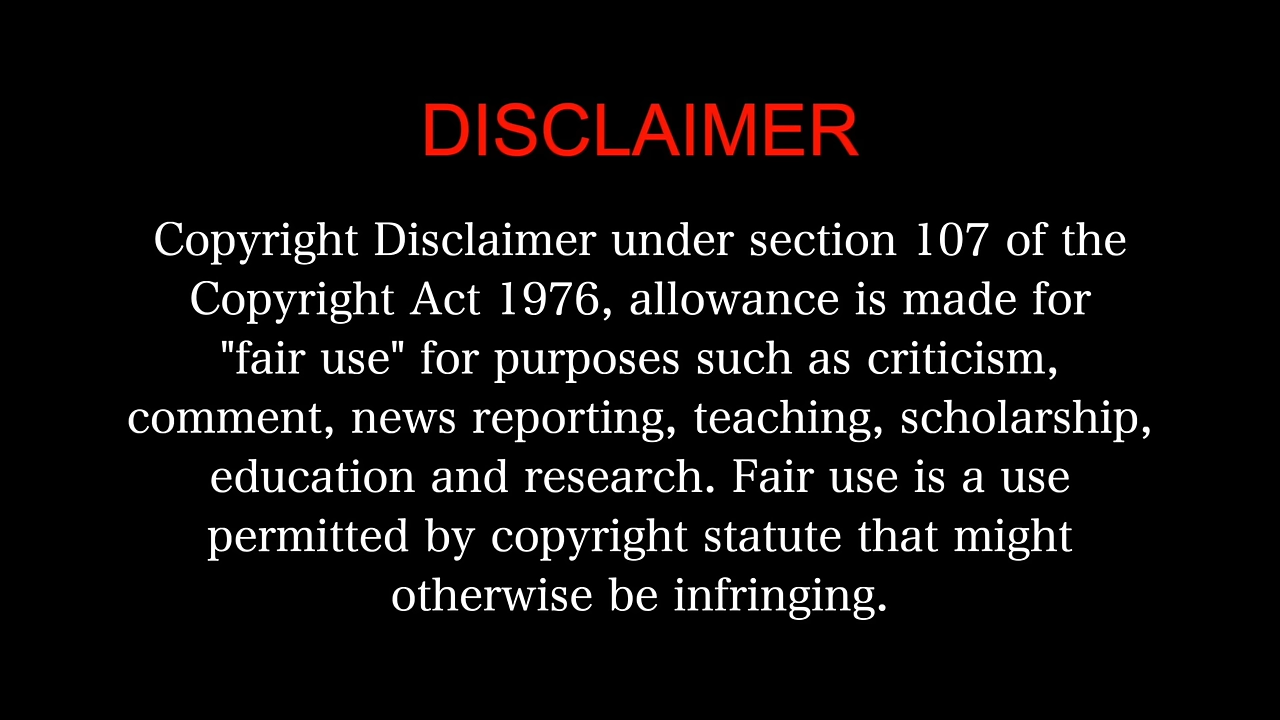 DISCLAIMER
Copyright Disclaimer under section 107 of the
Copyright Act 1976, allowance is made for
"fair use" for purposes such as criticism,
comment, news reporting, teaching, scholarship,
education and research. Fair use is a use
permitted by copyright statute that might
otherwise be infringing.